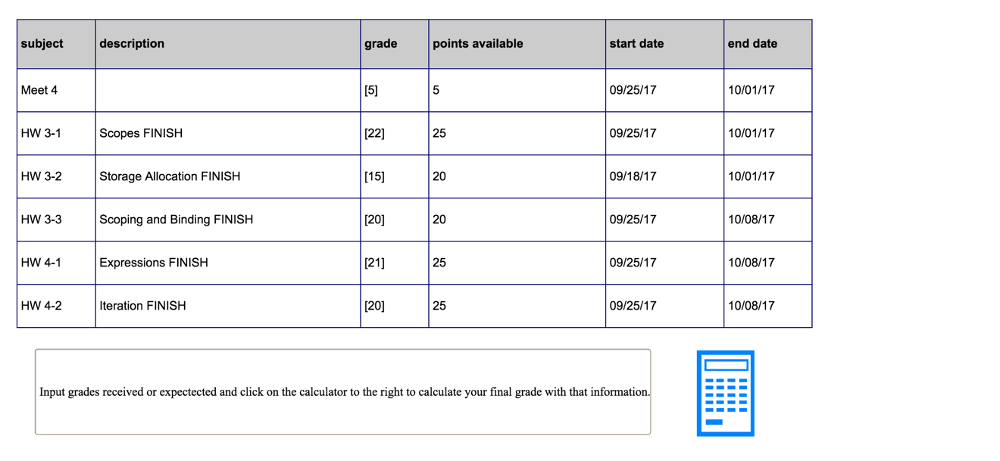 subject description grade points available start date end date
Meet 4 [5] 5 09/25/17 10/01/17
HW 3-1 Scopes FINISH [22] 25 09/25/17 10/01/17
HW 3-2 Storage Allocation FINISH [15] 20 09/18/17 10/01/17
HW 3-3 Scoping and Binding FINISH [20] 20 09/25/17 10/08/17
HW 4-1 Expressions FINISH [21] 25 09/25/17 10/08/17
HW 4-2 Iteration FINISH [20] 25 09/25/17 10/08/17
Input grades received or expectected and click on the calculator to the right to calculate your final grade with that information.